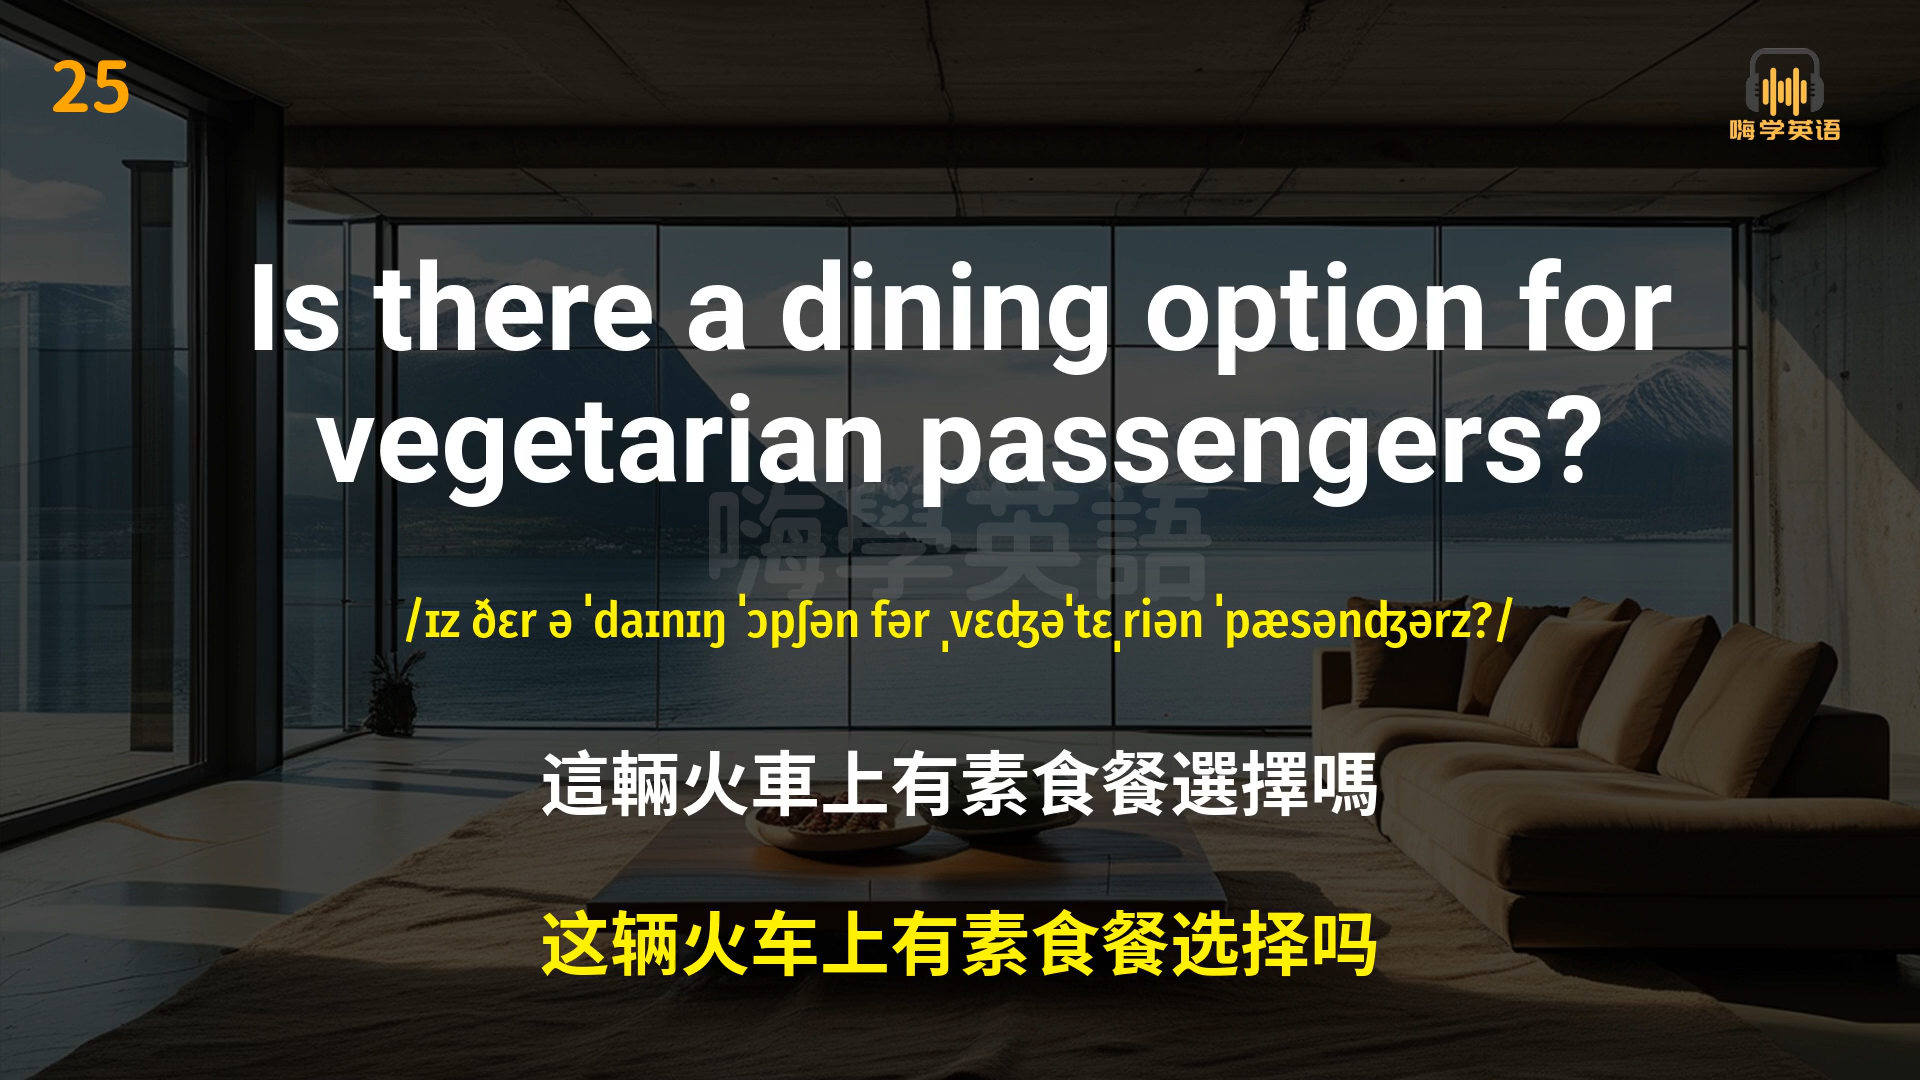 25
嗨学英语
Is there a dining option for
vegetarian passengers?
嗨學英語
/ɪz ðɛr ə ˈdaɪnɪŋ ˈɔpʃən fər ˌvɛʤəˈtɛˌriən ˈpæsənʤərz?/
這輛火車上有素食餐選擇嗎
这辆火车上有素食餐选择吗